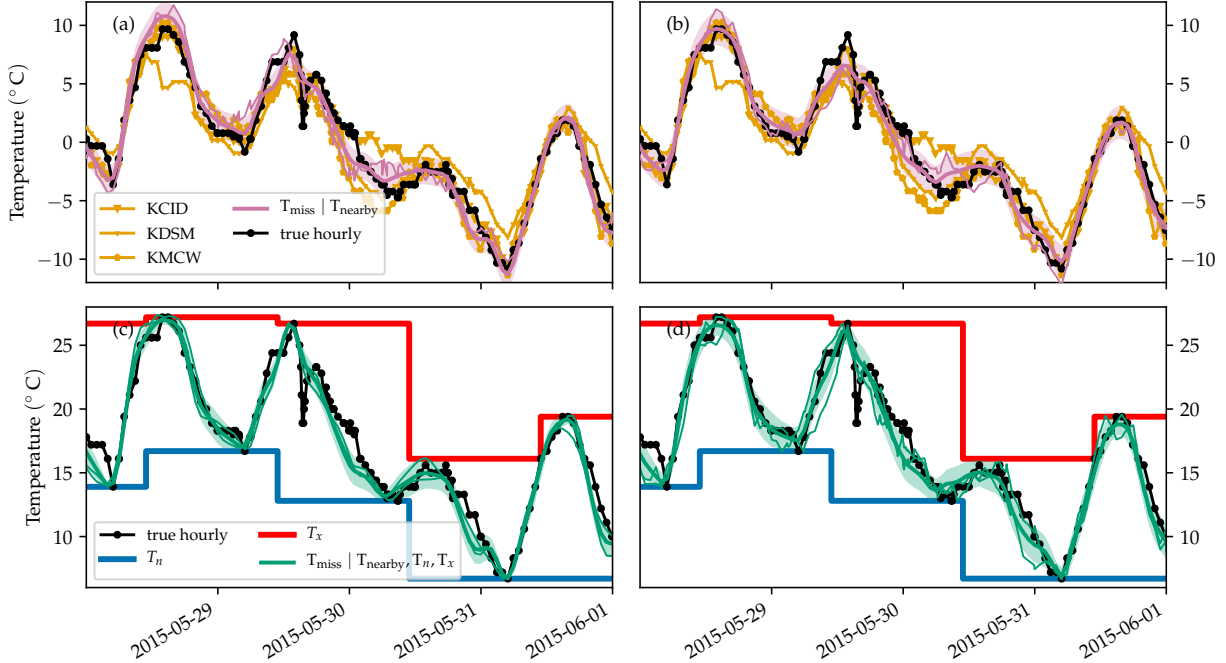 (a)
(b)
Temperature (° C)
10
5
0
−5
−10
KCID
KDSM
KMCW
T_miss | T_nearby
true hourly
10
5
0
−5
−10
(c)
(d)
Temperature (° C)
25
20
15
10
true hourly
T_n
T_x
T_miss | T_nearby, T_n, T_x
25
20
15
10
2015-05-29
2015-05-30
2015-05-31
2015-06-01
2015-05-29
2015-05-30
2015-05-31
2015-06-01